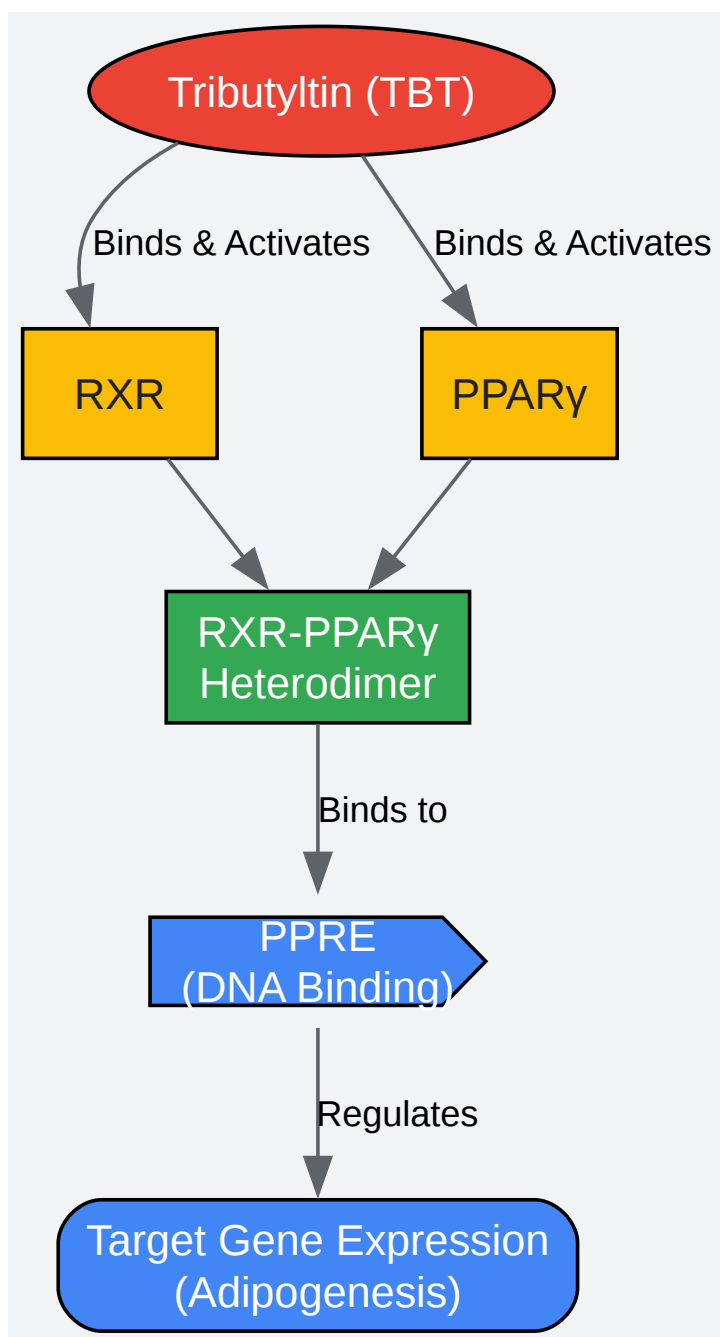 Tributyltin (TBT)
Binds & Activates
Binds & Activates
RXR
PPARγ
RXR-PPARγ
Heterodimer
Binds to
PPRE
(DNA Binding)
Regulates
Target Gene Expression
(Adipogenesis)